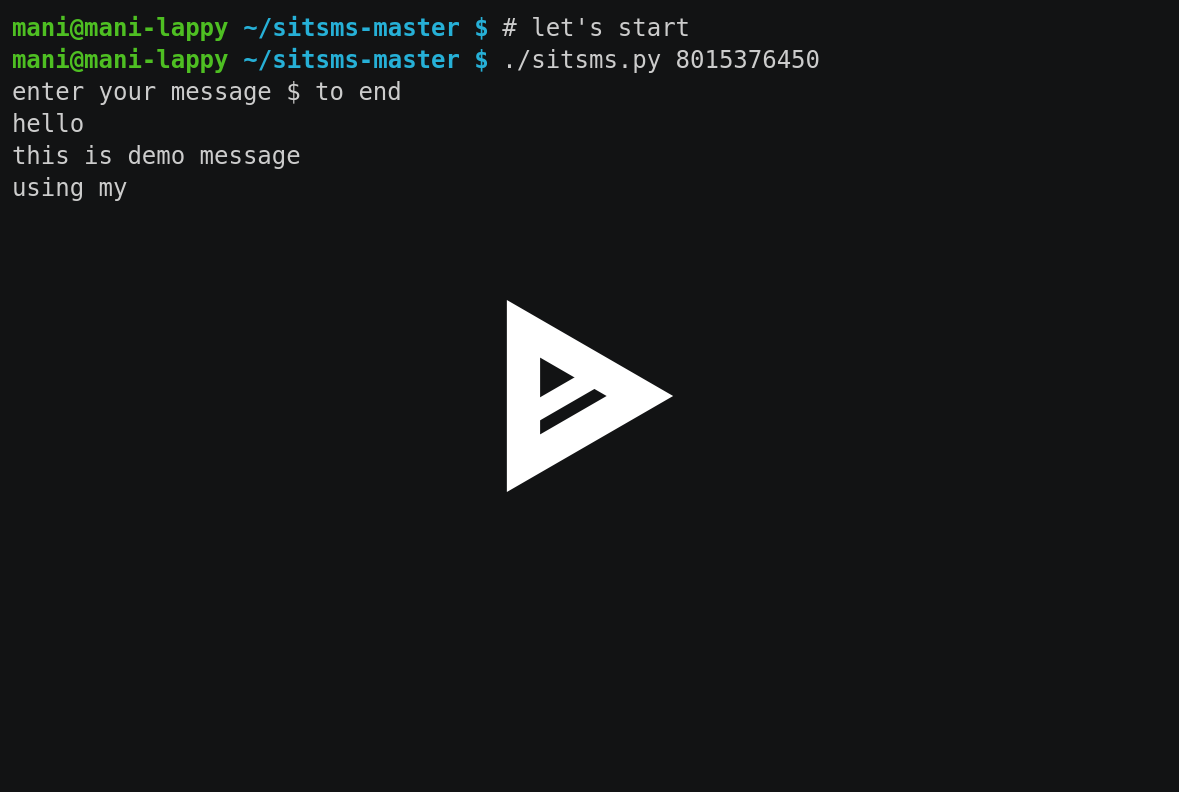 mani@mani-lappy ~/sitsms-master $ # let's start
mani@mani-lappy ~/sitsms-master $ ./sitsms.py 8015376450
enter your message $ to end
hello
this is demo message
using my